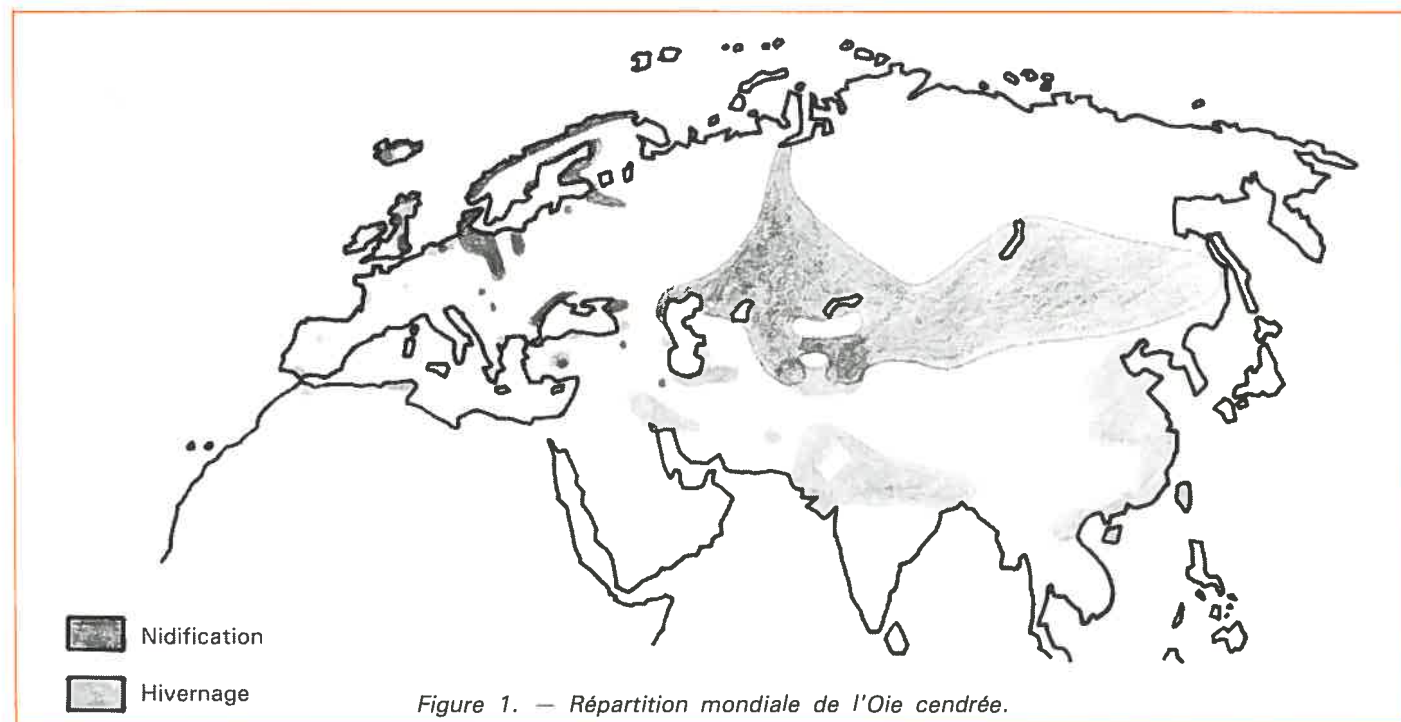 Nidification
Hivernage
Figure 1. — Répartition mondiale de l'Oie cendrée.